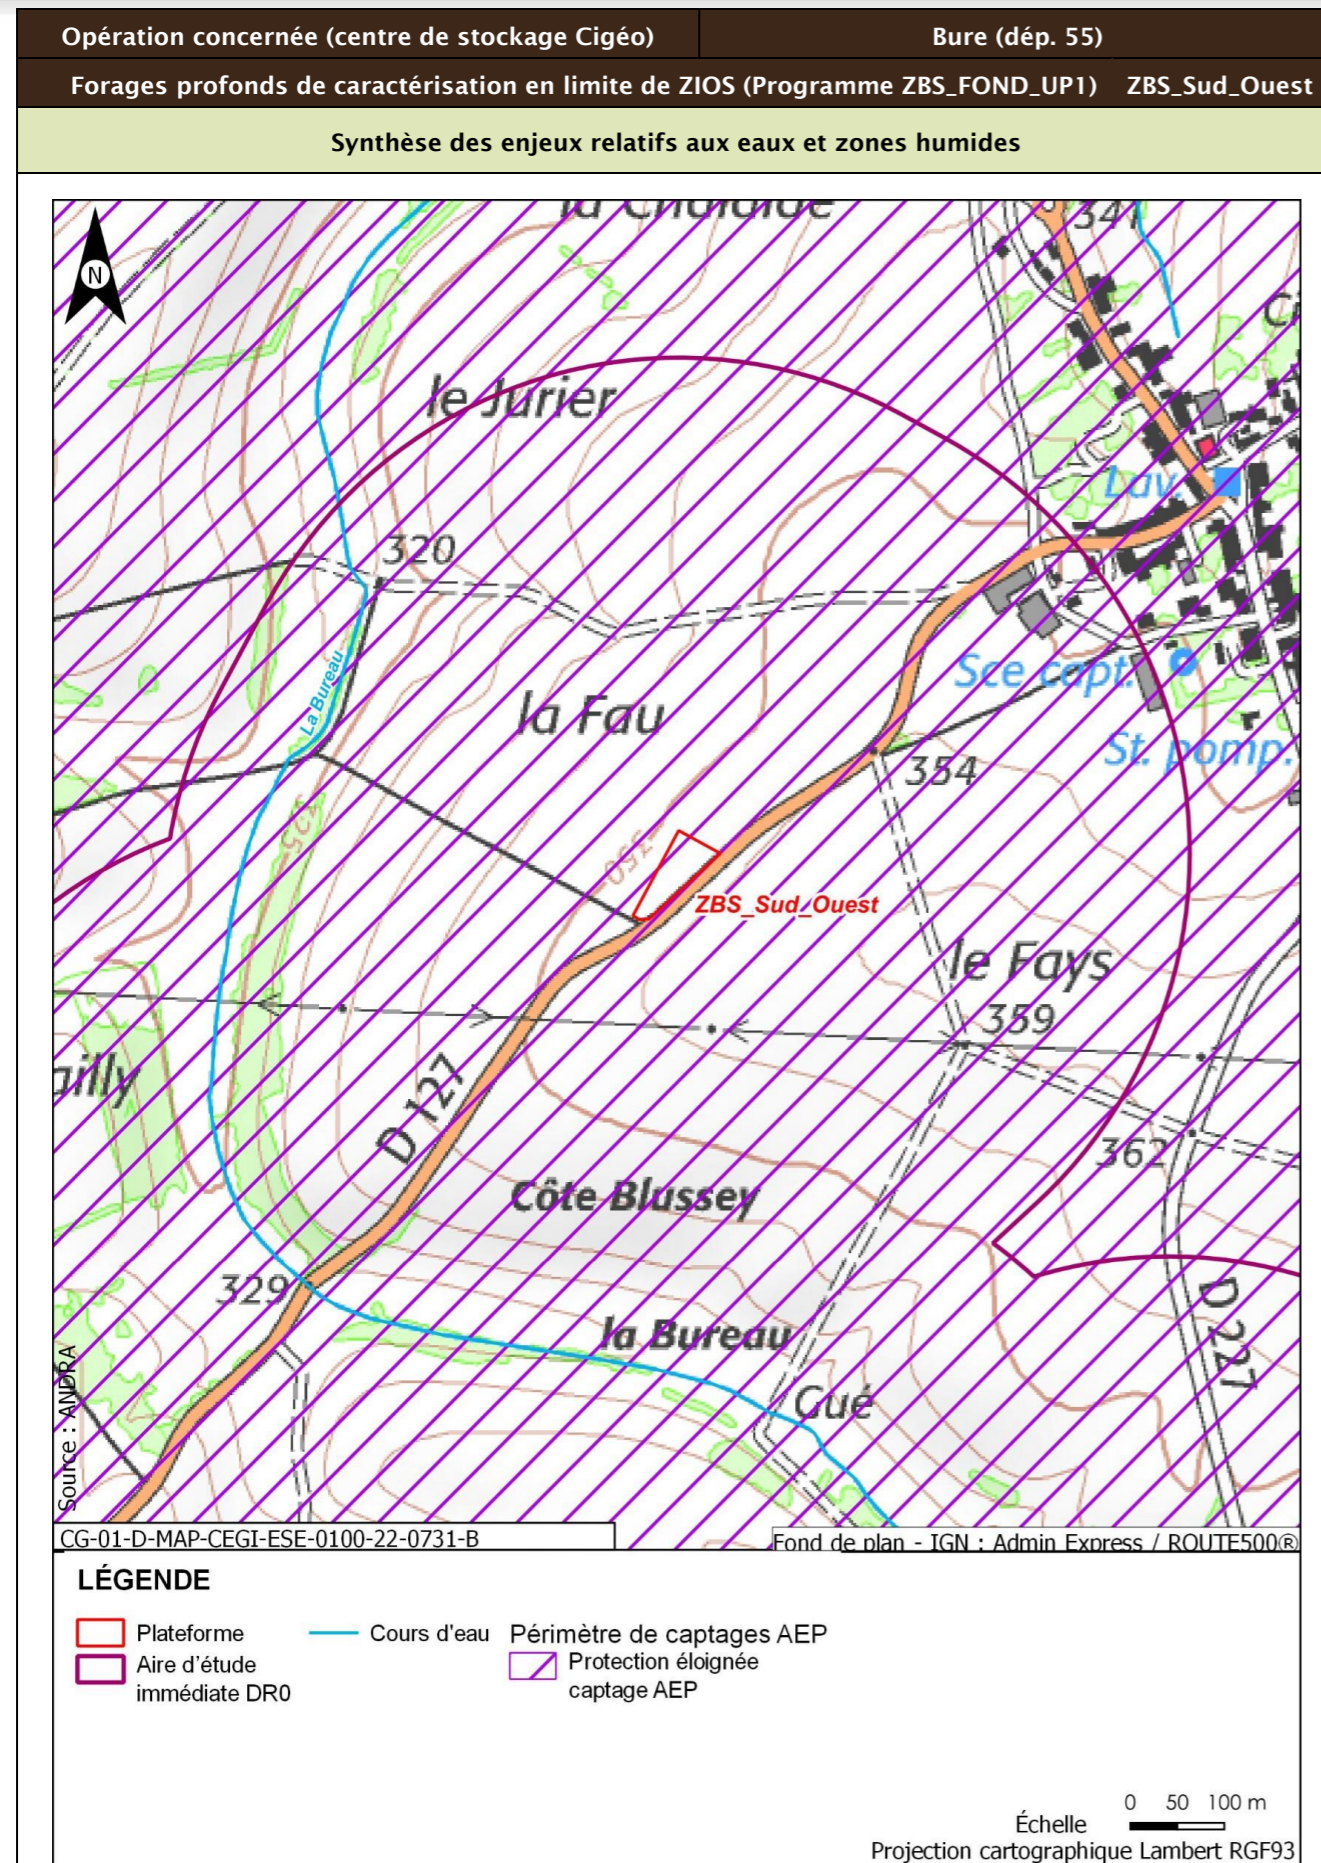 Opération concernée (centre de stockage Cigéo)
Bure (dép. 55)
Forages profonds de caractérisation en limite de ZIOS (Programme ZBS_FOND_UP1) ZBS_Sud_Ouest
Synthèse des enjeux relatifs aux eaux et zones humides
N
347
le Jurier
Lav.
320
La Bureau
Sce capt.
la Fau
St. pomp.
354
325
350
ZBS_Sud_Ouest
le Fays
359
ailly
D 127
362
Côte Blussey
329
D 227
la Bureau
Gué
Source : ANDRA
CG-01-D-MAP-CEGI-ESE-0100-22-0731-B
Fond de plan - IGN : Admin Express / ROUTE500®
LÉGENDE
Plateforme
Cours d'eau
Périmètre de captages AEP
Aire d'étude
immédiate DR0
Protection éloignée
captage AEP
0 50 100 m
Échelle
Projection cartographique Lambert RGF93